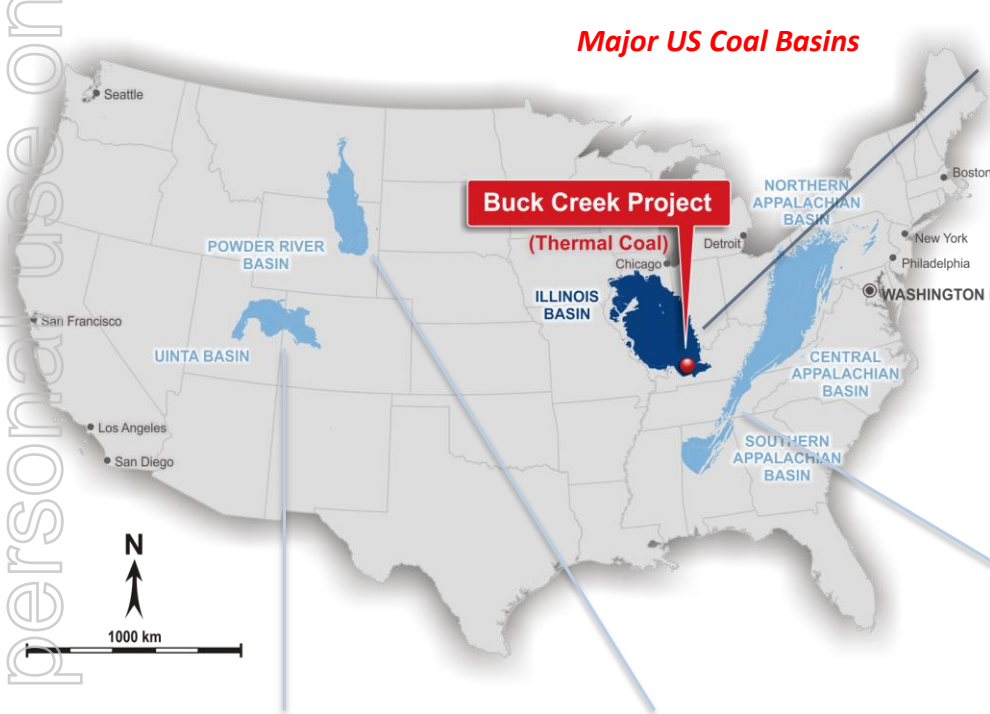 Major US Coal Basins
Seattle
Boston
Buck Creek Project
(Thermal Coal)
NORTHERN
APPALACHIAN
BASIN
Detroit
New York
Chicago
Philadelphia
POWDER RIVER
BASIN
ILLINOIS
BASIN
WASHINGTON
San Francisco
UINTA BASIN
CENTRAL
APPALACHIAN
BASIN
Los Angeles
San Diego
SOUTHERN
APPALACHIAN
BASIN
N
1000 km
personal use on